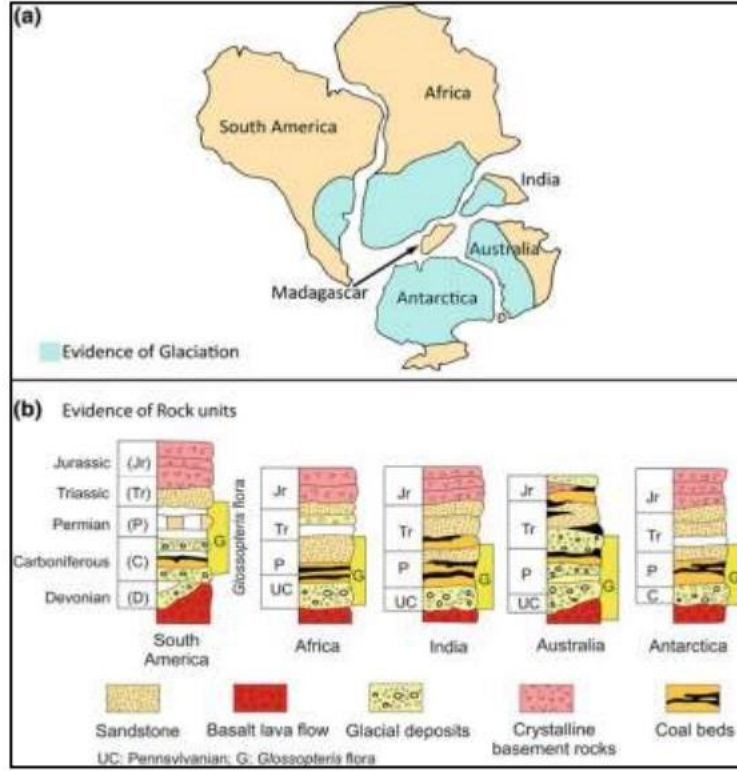 (a)
Africa
South America
India
Australia
Madagascar
Antarctica
D
Evidence of Glaciation
(b) Evidence of Rock units
Jurassic (Jr)
Triassic (Tr)
Permian (P)
Carboniferous (C)
Devonian (D)
G
Glossopteris flora
Jr
Tr
P
UC
G
Jr
Tr
P
UC
G
Jr
Tr
P
UC
G
Jr
Tr
P
C
G
South
America
Africa
India
Australia
Antarctica
Sandstone
Basalt lava flow
Glacial deposits
Crystalline
basement rocks
Coal beds
UC: Pennsvlvanian; G: Glossopteris flora